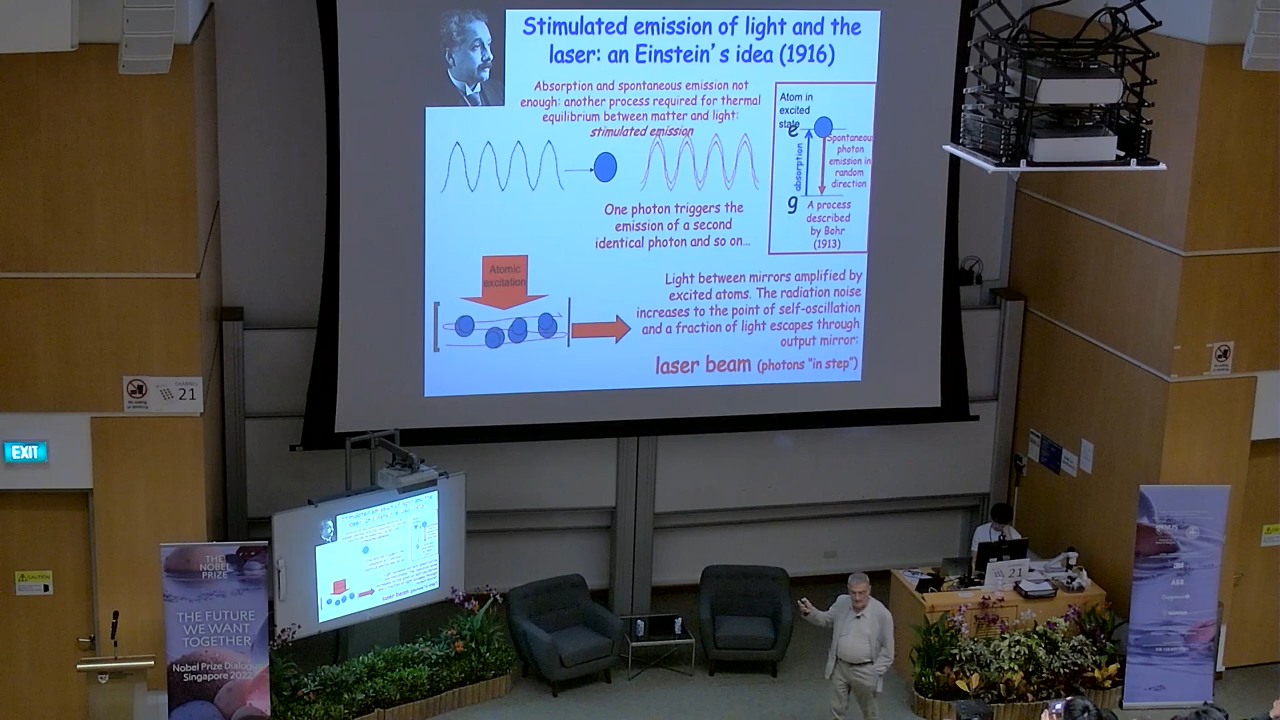 Stimulated emission of light and the
laser: an Einstein's idea (1916)
Absorption and spontaneous emission not
enough: another process required for thermal
equilibrium between matter and light:
stimulated emission
Atom in
excited
state
e
absorption
Spontaneous
photon
emission in
random
direction
g
A process
described
by Bohr
(1913)
One photon triggers the
emission of a second
identical photon and so on...
Atomic
excitation
Light between mirrors amplified by
excited atoms. The radiation noise
increases to the point of self-oscillation
and a fraction of light escapes through
output mirror:
laser beam (photons "in step")
CHANNEL
21
EXIT
CAUTION
THE
NOBEL
PRIZE
THE FUTURE
WE WANT
TOGETHER
Nobel Prize Dialogue
Singapore 2022
laser beam
21
ABB